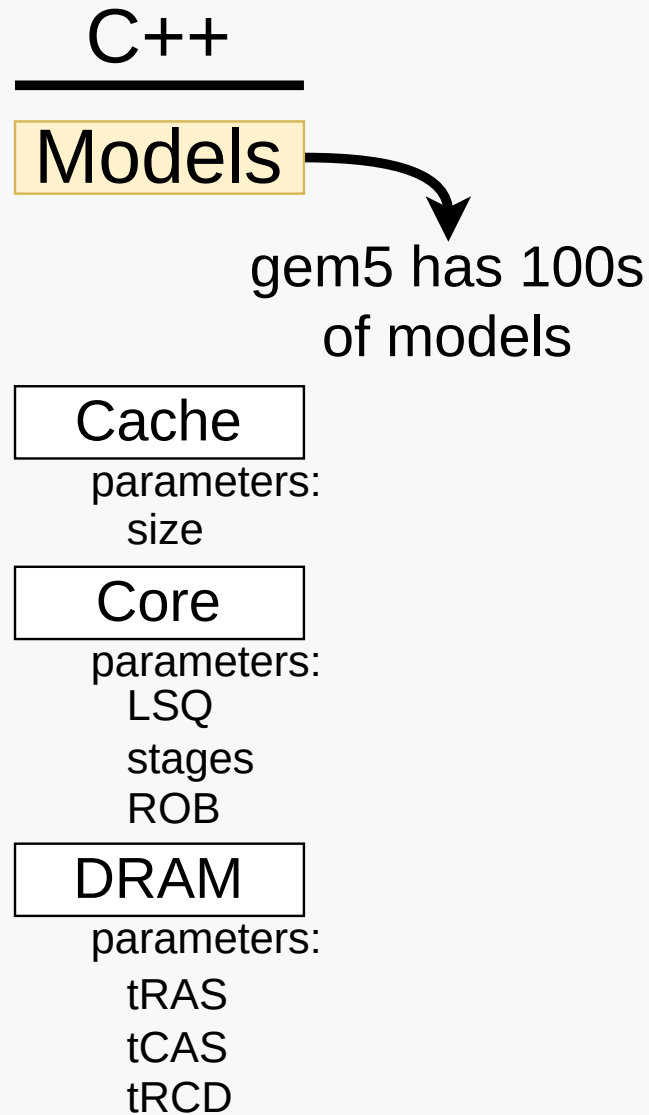 C++
Models
gem5 has 100s
of models
Cache
parameters:
size
Core
parameters:
LSQ
stages
ROB
DRAM
parameters:
tRAS
tCAS
tRCD